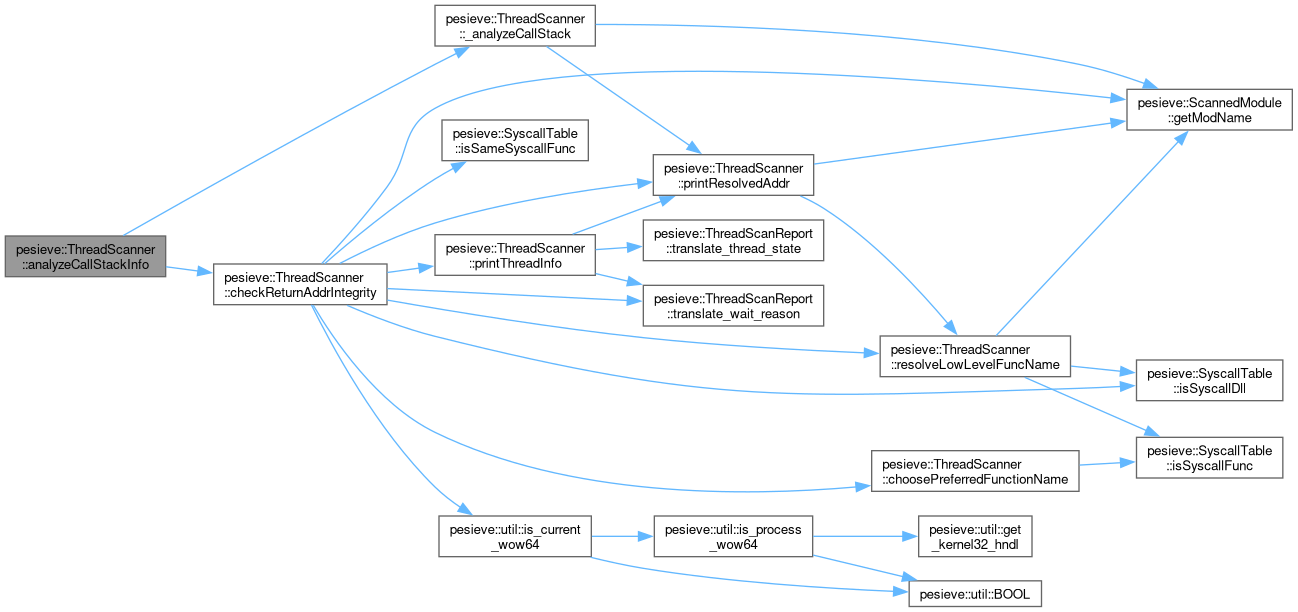 pesieve::ThreadScanner
::analyzeCallStackInfo
pesieve::ThreadScanner
::_analyzeCallStack
pesieve::ThreadScanner
::checkReturnAddrIntegrity
pesieve::SyscallTable
::isSameSyscallFunc
pesieve::ThreadScanner
::printThreadInfo
pesieve::util::is_current
_wow64
pesieve::ThreadScanner
::printResolvedAddr
pesieve::ThreadScanReport
::translate_thread_state
pesieve::ThreadScanReport
::translate_wait_reason
pesieve::util::is_process
_wow64
pesieve::ThreadScanner
::resolveLowLevelFuncName
pesieve::ThreadScanner
::choosePreferredFunctionName
pesieve::util::get
_kernel32_hndl
pesieve::util::BOOL
pesieve::ScannedModule
::getModName
pesieve::SyscallTable
::isSyscallDll
pesieve::SyscallTable
::isSyscallFunc